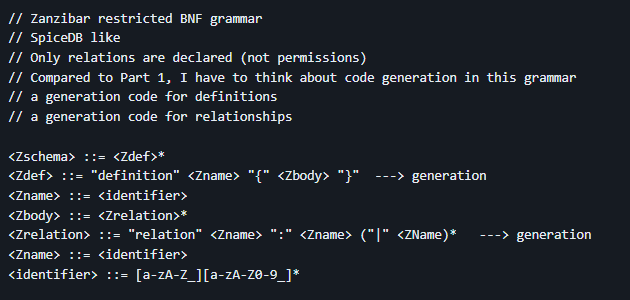 // Zanzibar restricted BNF grammar
// SpiceDB like
// Only relations are declared (not permissions)
// Compared to Part 1, I have to think about code generation in this grammar
// a generation code for definitions
// a generation code for relationships
<Zschema> ::= <Zdef>*
<Zdef> ::= "definition" <Zname> "{" <Zbody> "}"  ---> generation
<Zname> ::= <identifier>
<Zbody> ::= <Zrelation>*
<Zrelation> ::= "relation" <Zname> ":" <Zname> ("|" <ZName)*   ---> generation
<Zname> ::= <identifier>
<identifier> ::= [a-zA-Z_][a-zA-Z0-9_]*